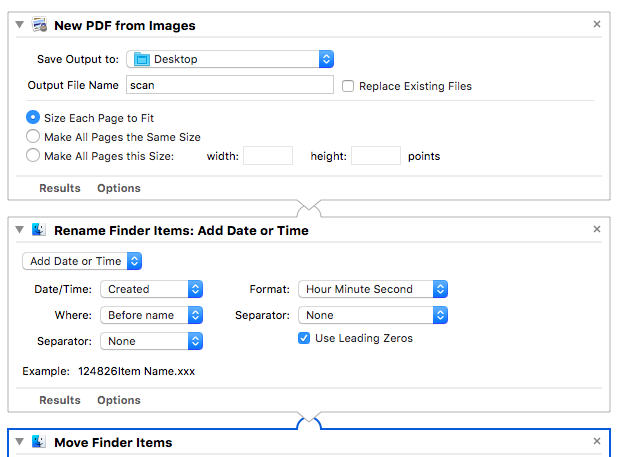 New PDF from Images
Save Output to: Desktop
Output File Name scan Replace Existing Files
Size Each Page to Fit
Make All Pages the Same Size
Make All Pages this Size: width: height: points
Results Options
Rename Finder Items: Add Date or Time
Add Date or Time
Date/Time: Created Format: Hour Minute Second
Where: Before name Separator: None
Separator: None Use Leading Zeros
Example: 124826Item Name.xxx
Results Options
Move Finder Items